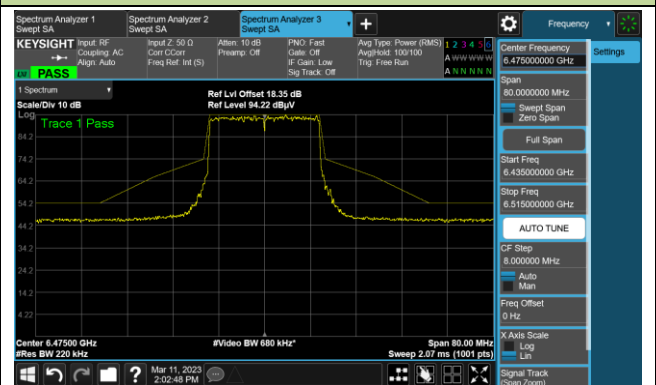 Spectrum Analyzer 1
Swept SA
Spectrum Analyzer 2
Swept SA
Spectrum Analyzer 3
Swept SA
Frequency
KEYSIGHT
Input: RF
Coupling: AC
Align: Auto
Input Z: 50 Ω
Corr CCorr
Freq Ref: Int (S)
Atten: 10 dB
Preamp: Off
PNO: Fast
Gate: Off
IF Gain: Low
Sig Track: Off
Avg Type: Power (RMS)
Avg|Hold: 100/100
Trig: Free Run
1 2 3 4 5 6
A W W W W W
A N N N N N
PASS
1 Spectrum
Scale/Div 10 dB
Ref Lvl Offset 18.35 dB
Ref Level 94.22 dBµV
Log
Trace 1 Pass
84.2
74.2
64.2
54.2
44.2
34.2
24.2
14.2
4.22
Center 6.47500 GHz
#Res BW 220 kHz
#Video BW 680 kHz*
Span 80.00 MHz
Sweep 2.07 ms (1001 pts)
Center Frequency
6.475000000 GHz
Settings
Span
80.0000000 MHz
Swept Span
Zero Span
Full Span
Start Freq
6.435000000 GHz
Stop Freq
6.515000000 GHz
AUTO TUNE
CF Step
8.000000 MHz
Auto
Man
Freq Offset
0 Hz
X Axis Scale
Log
Lin
Signal Track
(Span Zoom)
?
Mar 11, 2023
2:02:48 PM